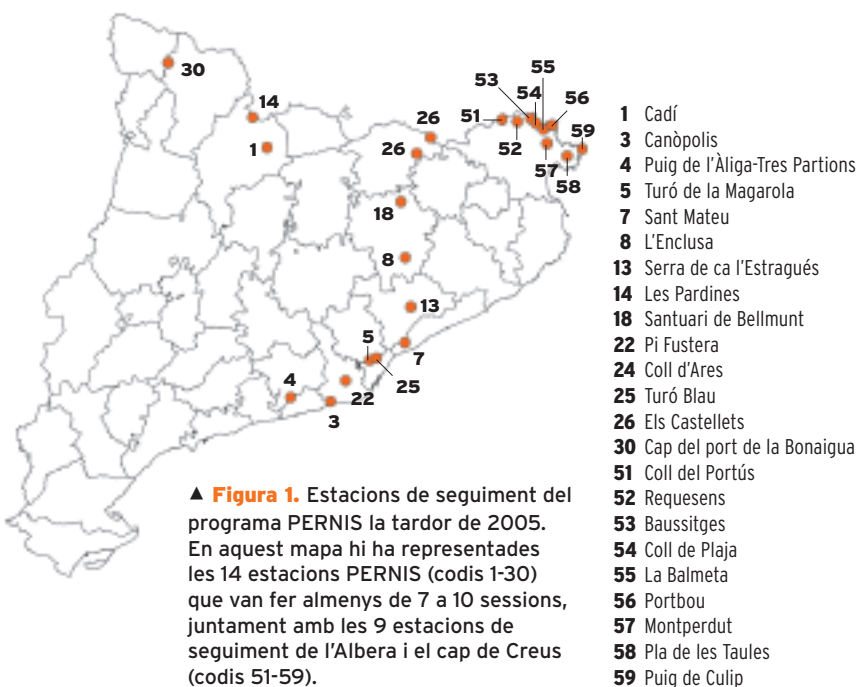 30
14
1
26
26
18
8
13
7
5
25
22
4
3
51
52
53
54
55
56
57
58
59
1 Cadí
3 Canòpolis
4 Puig de l'Àliga-Tres Partions
5 Turó de la Magarola
7 Sant Mateu
8 L'Enclusa
13 Serra de ca l'Estragués
14 Les Pardines
18 Santuari de Bellmunt
22 Pi Fustera
24 Coll d'Ares
25 Turó Blau
26 Els Castellets
30 Cap del port de la Bonaigua
51 Coll del Portús
52 Requesens
53 Baussitges
54 Coll de Plaja
55 La Balmeta
56 Portbou
57 Montperdut
58 Pla de les Taules
59 Puig de Culip
▲ Figura 1. Estacions de seguiment del
programa PERNIS la tardor de 2005.
En aquest mapa hi ha representades
les 14 estacions PERNIS (codis 1-30)
que van fer almenys de 7 a 10 sessions,
juntament amb les 9 estacions de
seguiment de l'Albera i el cap de Creus
(codis 51-59).